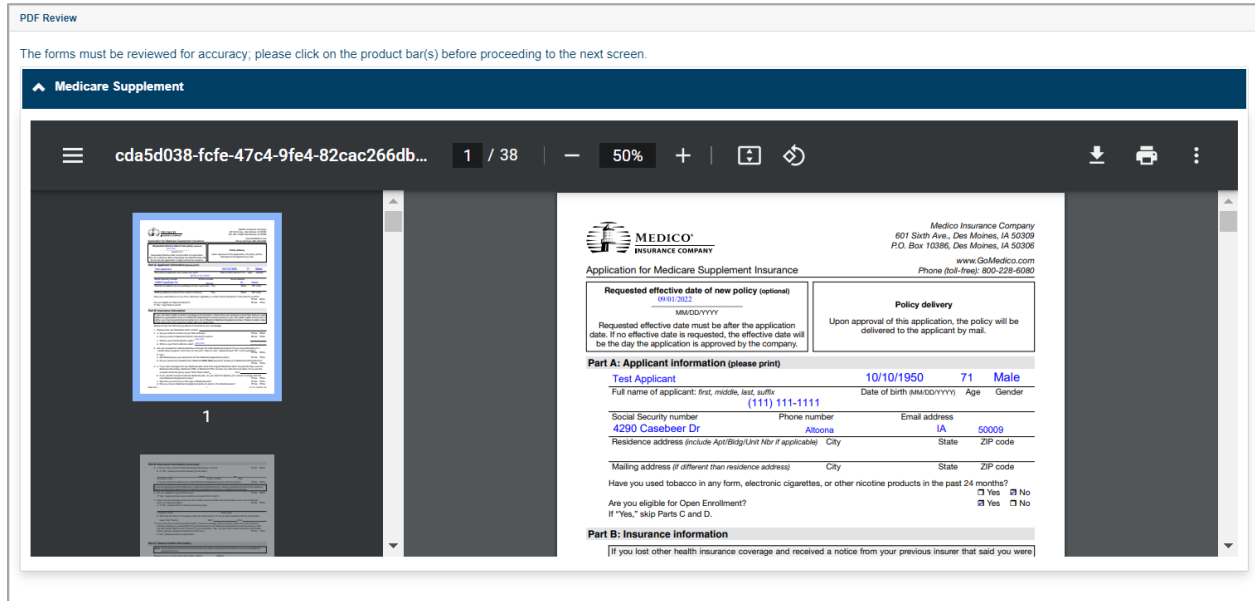 PDF Review
The forms must be reviewed for accuracy; please click on the product bar(s) before proceeding to the next screen.
Medicare Supplement
cda5d038-fcfe-47c4-9fe4-82cac266db... 1 / 38 50%
1
MEDICO®
INSURANCE COMPANY
Medico Insurance Company
601 Sixth Ave., Des Moines, IA 50309
P.O. Box 10386, Des Moines, IA 50306
www.GoMedico.com
Application for Medicare Supplement Insurance Phone (toll-free): 800-228-6080
Requested effective date of new policy (optional)
09/01/2022
MM/DD/YYYY
Requested effective date must be after the application
date. If no effective date is requested, the effective date will
be the day the application is approved by the company.
Policy delivery
Upon approval of this application, the policy will be
delivered to the applicant by mail.
Part A: Applicant information (please print)
Test Applicant 10/10/1950 71 Male
Full name of applicant: first, middle, last, suffix Date of birth (MM/DD/YYYY) Age Gender
(111) 111-1111
Social Security number Phone number Email address
4290 Casebeer Dr Altoona IA 50009
Residence address (include Apt/Bldg/Unit Nbr if applicable) City State ZIP code
Mailing address (if different than residence address) City State ZIP code
Have you used tobacco in any form, electronic cigarettes, or other nicotine products in the past 24 months?
Yes No
Are you eligible for Open Enrollment? Yes No
If "Yes," skip Parts C and D.
Part B: Insurance information
If you lost other health insurance coverage and received a notice from your previous insurer that said you were